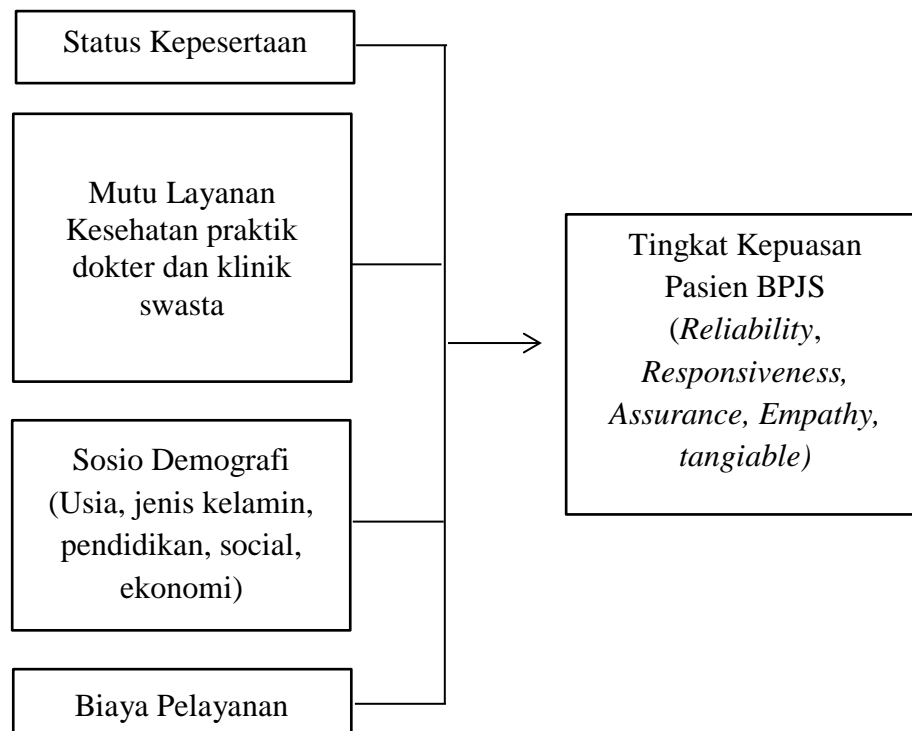 Status Kepesertaan
Mutu Layanan
Kesehatan praktik
dokter dan klinik
swasta
Sosio Demografi
(Usia, jenis kelamin,
pendidikan, social,
ekonomi)
Biaya Pelayanan
Tingkat Kepuasan
Pasien BPJS
(Reliability,
Responsiveness,
Assurance, Empathy,
tangiable)